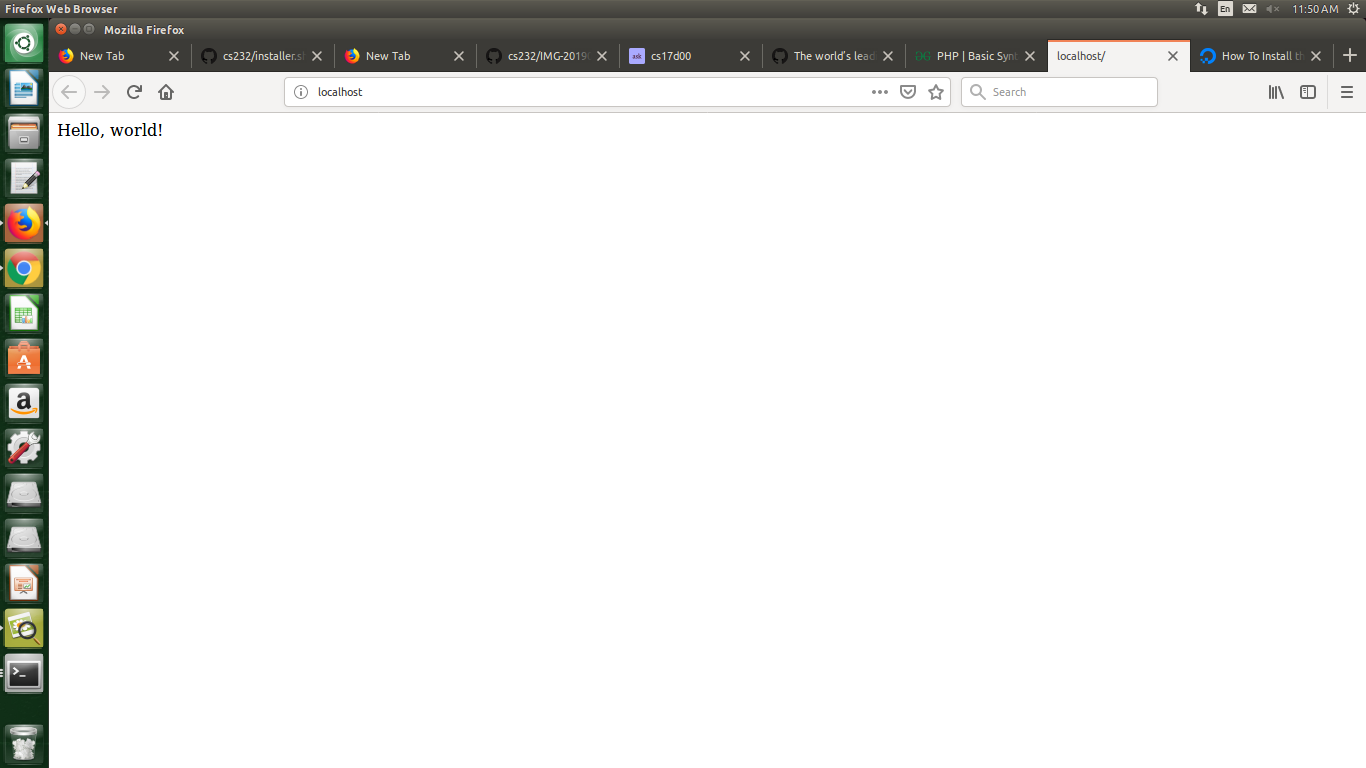 Firefox Web Browser
En
11:50 AM
Mozilla Firefox
New Tab
cs232/installer.s
New Tab
cs232/IMG-2019
ask
cs17d00
The world's lead
PHP | Basic Synt
localhost/
How To Install th
localhost
Search
Hello, world!